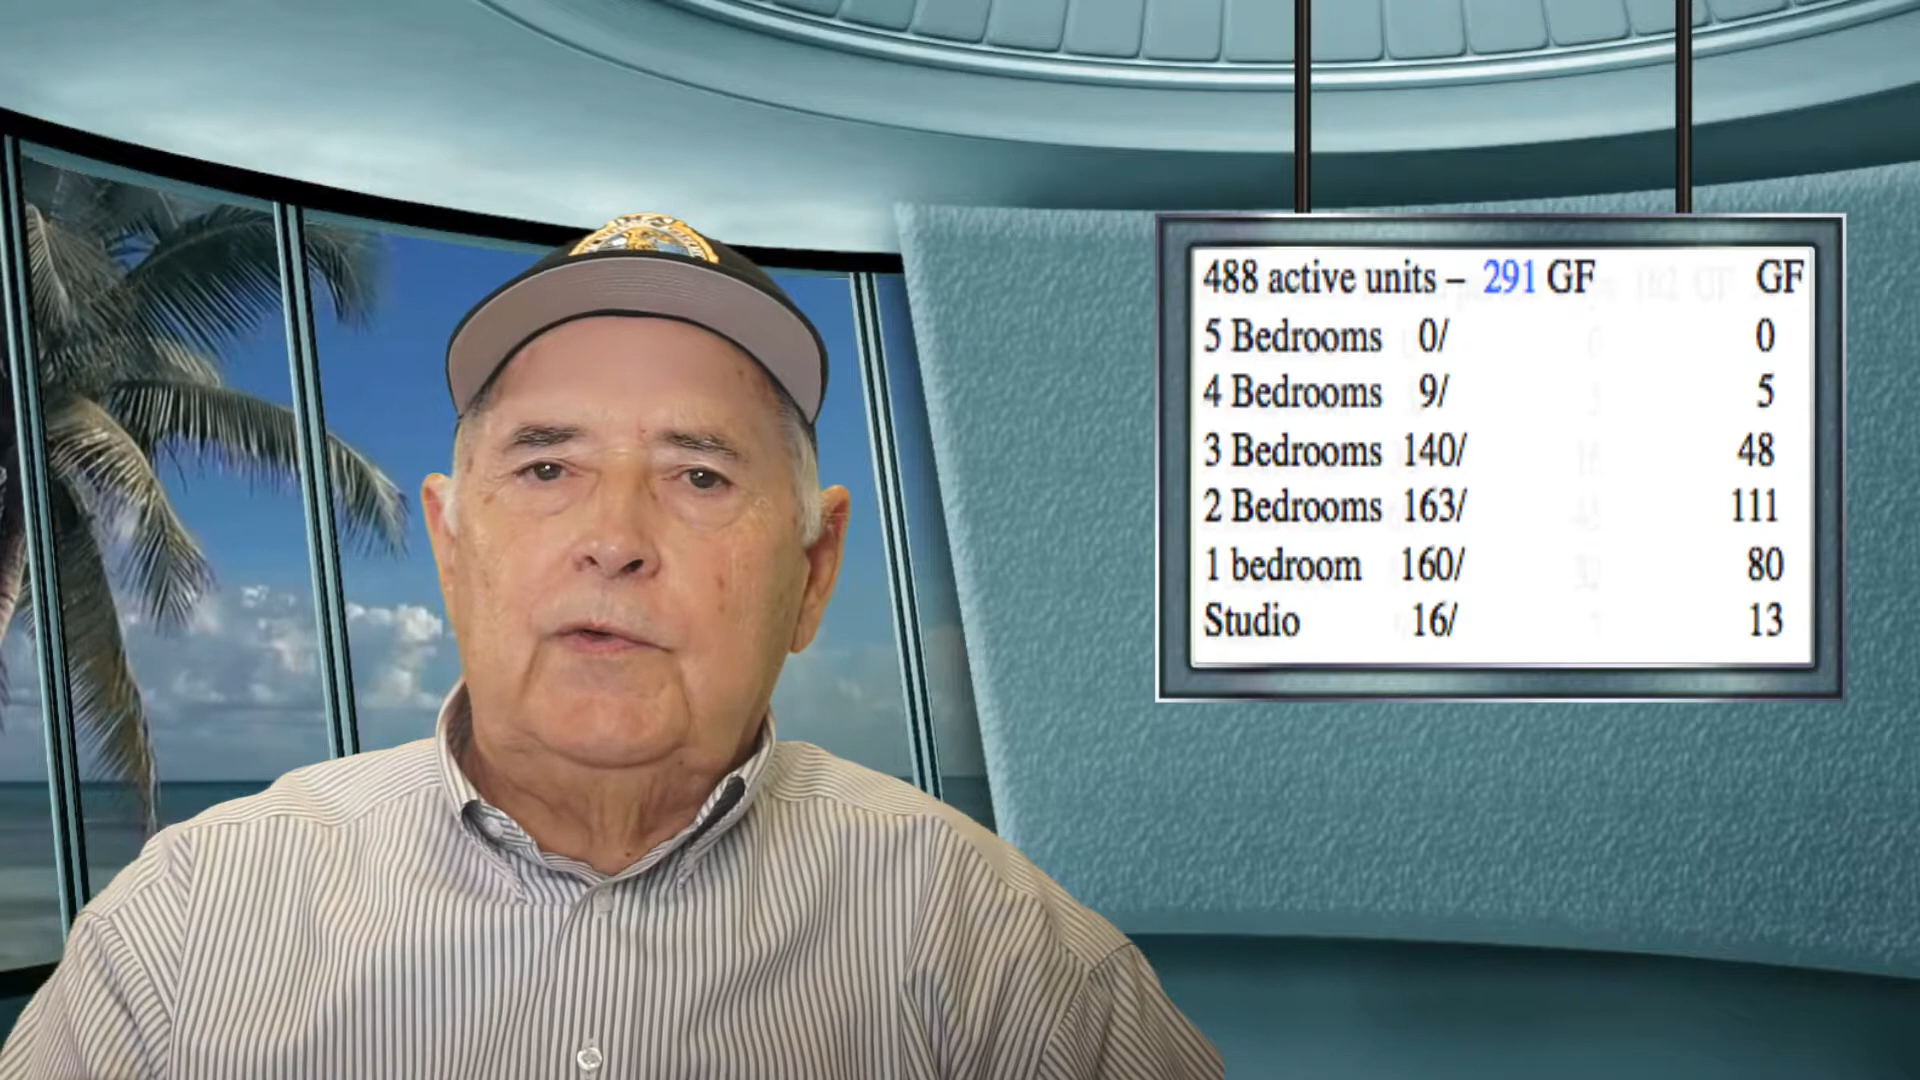 488 active units – 291 GF GF
5 Bedrooms 0/ 0
4 Bedrooms 9/ 5
3 Bedrooms 140/ 48
2 Bedrooms 163/ 111
1 bedroom 160/ 80
Studio 16/ 13